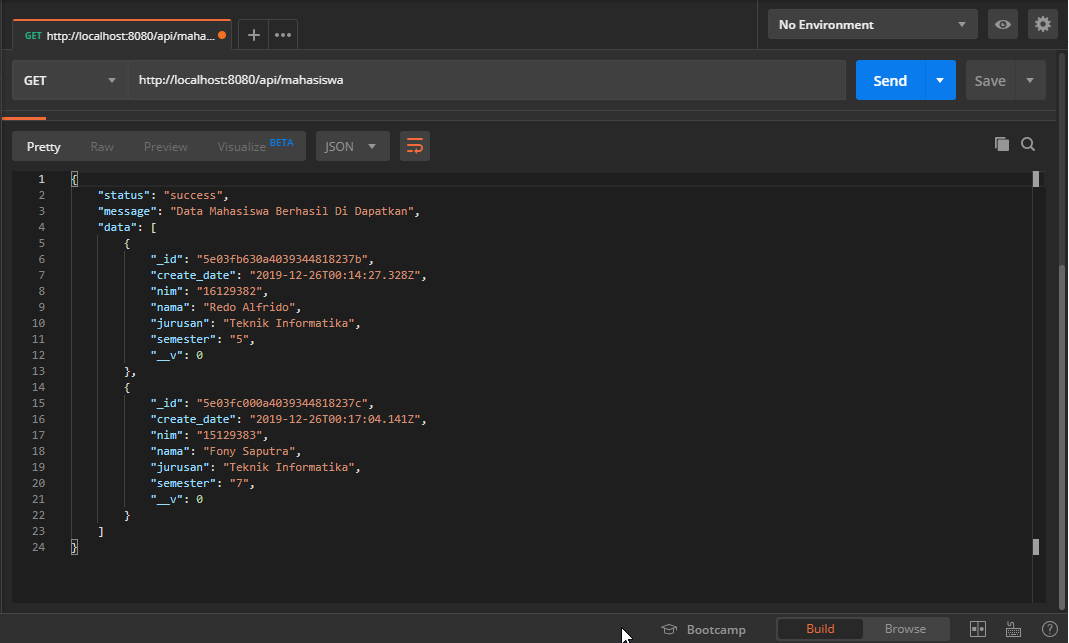 GET http://localhost:8080/api/maha...
No Environment
GET http://localhost:8080/api/mahasiswa Send Save
Pretty Raw Preview Visualize BETA JSON
1 {
2 "status": "success",
3 "message": "Data Mahasiswa Berhasil Di Dapatkan",
4 "data": [
5 {
6 "_id": "5e03fb630a4039344818237b",
7 "create_date": "2019-12-26T00:14:27.328Z",
8 "nim": "16129382",
9 "nama": "Redo Alfrido",
10 "jurusan": "Teknik Informatika",
11 "semester": "5",
12 "__v": 0
13 },
14 {
15 "_id": "5e03fc000a4039344818237c",
16 "create_date": "2019-12-26T00:17:04.141Z",
17 "nim": "15129383",
18 "nama": "Fony Saputra",
19 "jurusan": "Teknik Informatika",
20 "semester": "7",
21 "__v": 0
22 }
23 ]
24 }
Bootcamp Build Browse